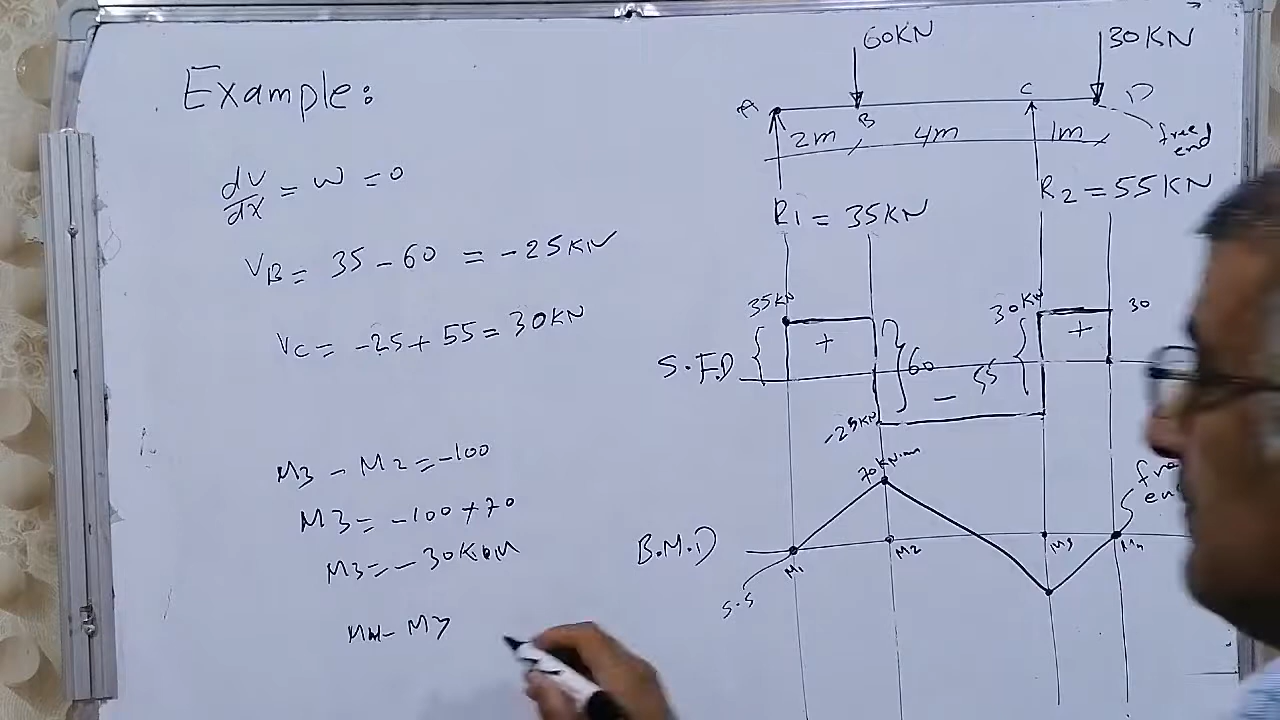 Example:
dv/dx = w = 0
VB = 35 - 60 = -25KN
Vc = -25 + 55 = 30KN
M3 - M2 = -100
M3 = -100 + 70
M3 = -30KN.m
M4 - M3
60KN
30KN
A
B
C
D
2m
4m
1m
free end
R1 = 35KN
R2 = 55KN
35KN
30KN
30
S.F.D
+
60
-
55
+
-25KN
70KN.m
free end
B.M.D
M1
M2
M3
M4
S.S